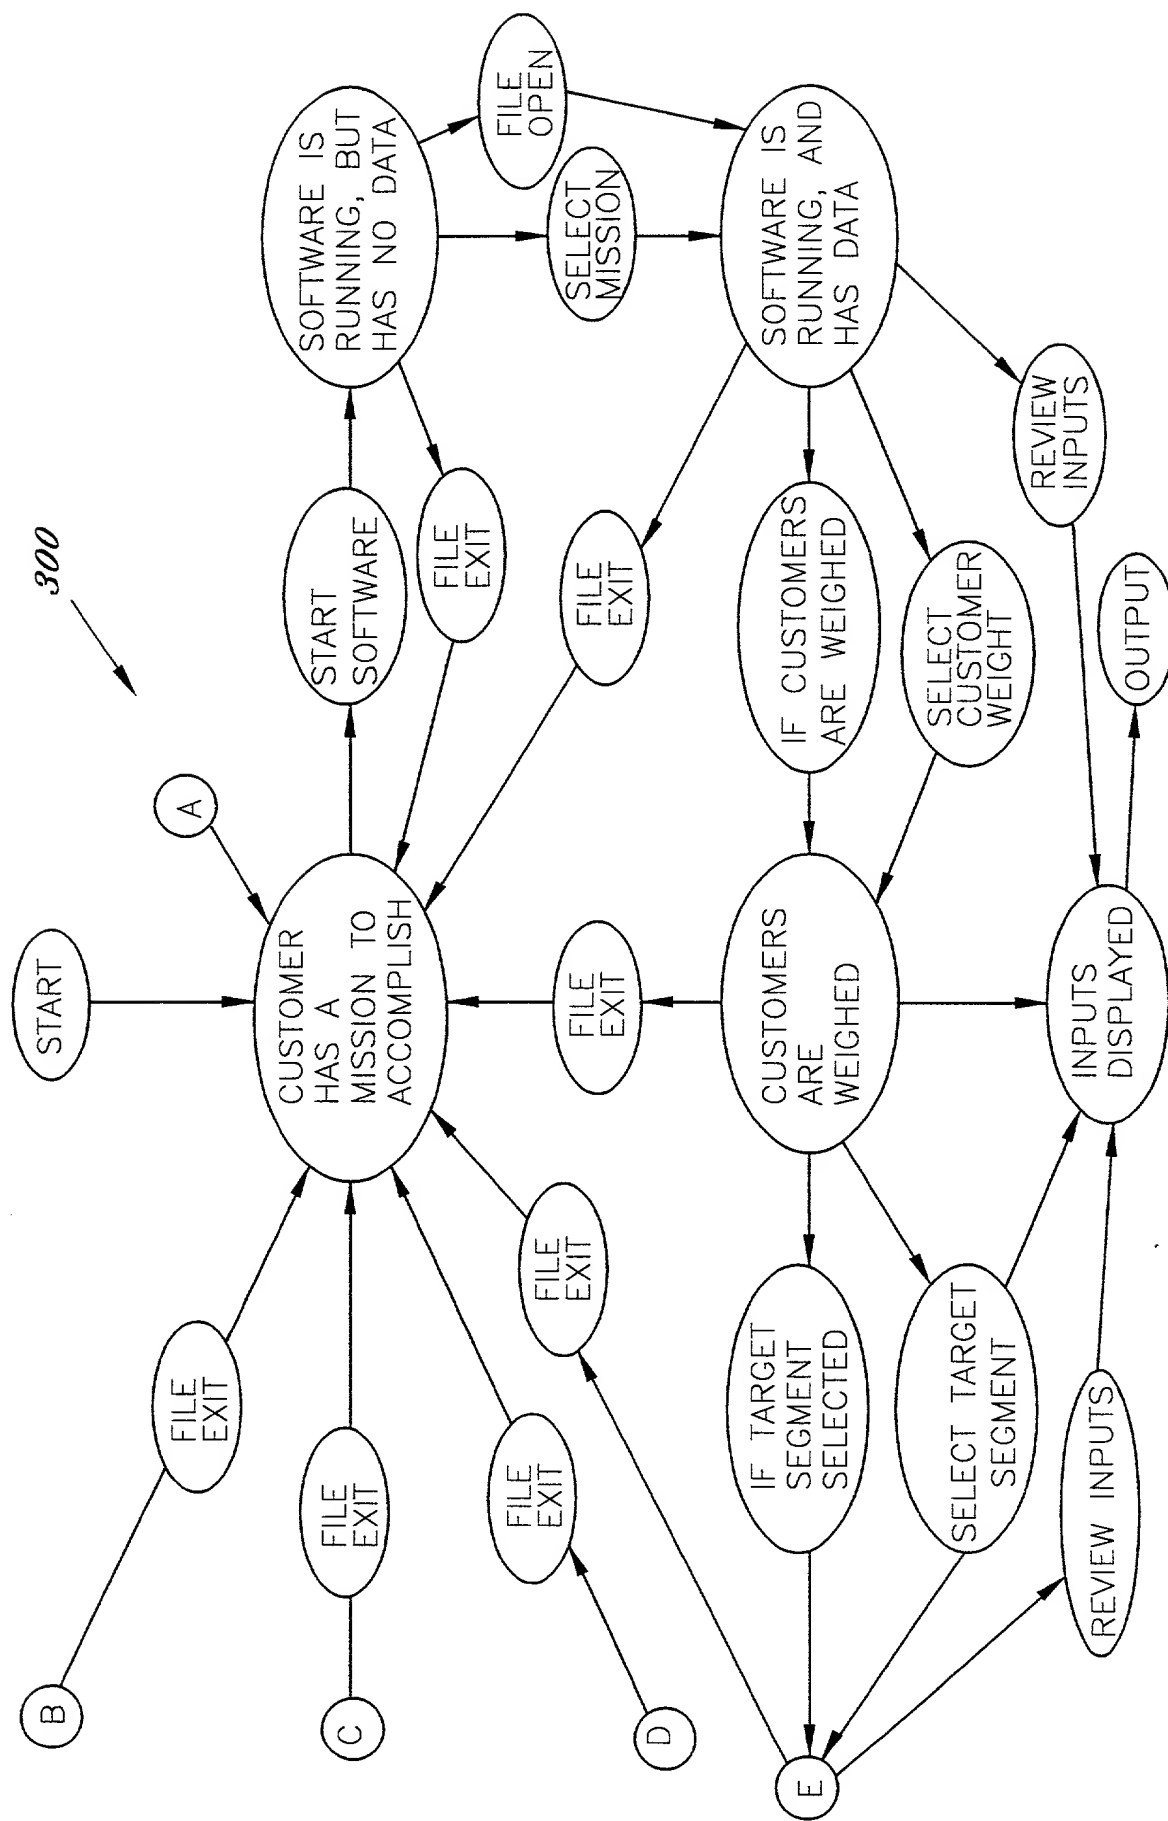 300
START
A
B
C
D
E
CUSTOMER
HAS A
MISSION TO
ACCOMPLISH
START
SOFTWARE
SOFTWARE IS
RUNNING, BUT
HAS NO DATA
FILE
EXIT
FILE
OPEN
SELECT
MISSION
FILE
EXIT
FILE
EXIT
FILE
EXIT
FILE
EXIT
FILE
EXIT
FILE
EXIT
SOFTWARE IS
RUNNING, AND
HAS DATA
IF CUSTOMERS
ARE WEIGHED
SELECT
CUSTOMER
WEIGHT
REVIEW
INPUTS
CUSTOMERS
ARE
WEIGHED
IF TARGET
SEGMENT
SELECTED
SELECT TARGET
SEGMENT
REVIEW INPUTS
INPUTS
DISPLAYED
OUTPUT